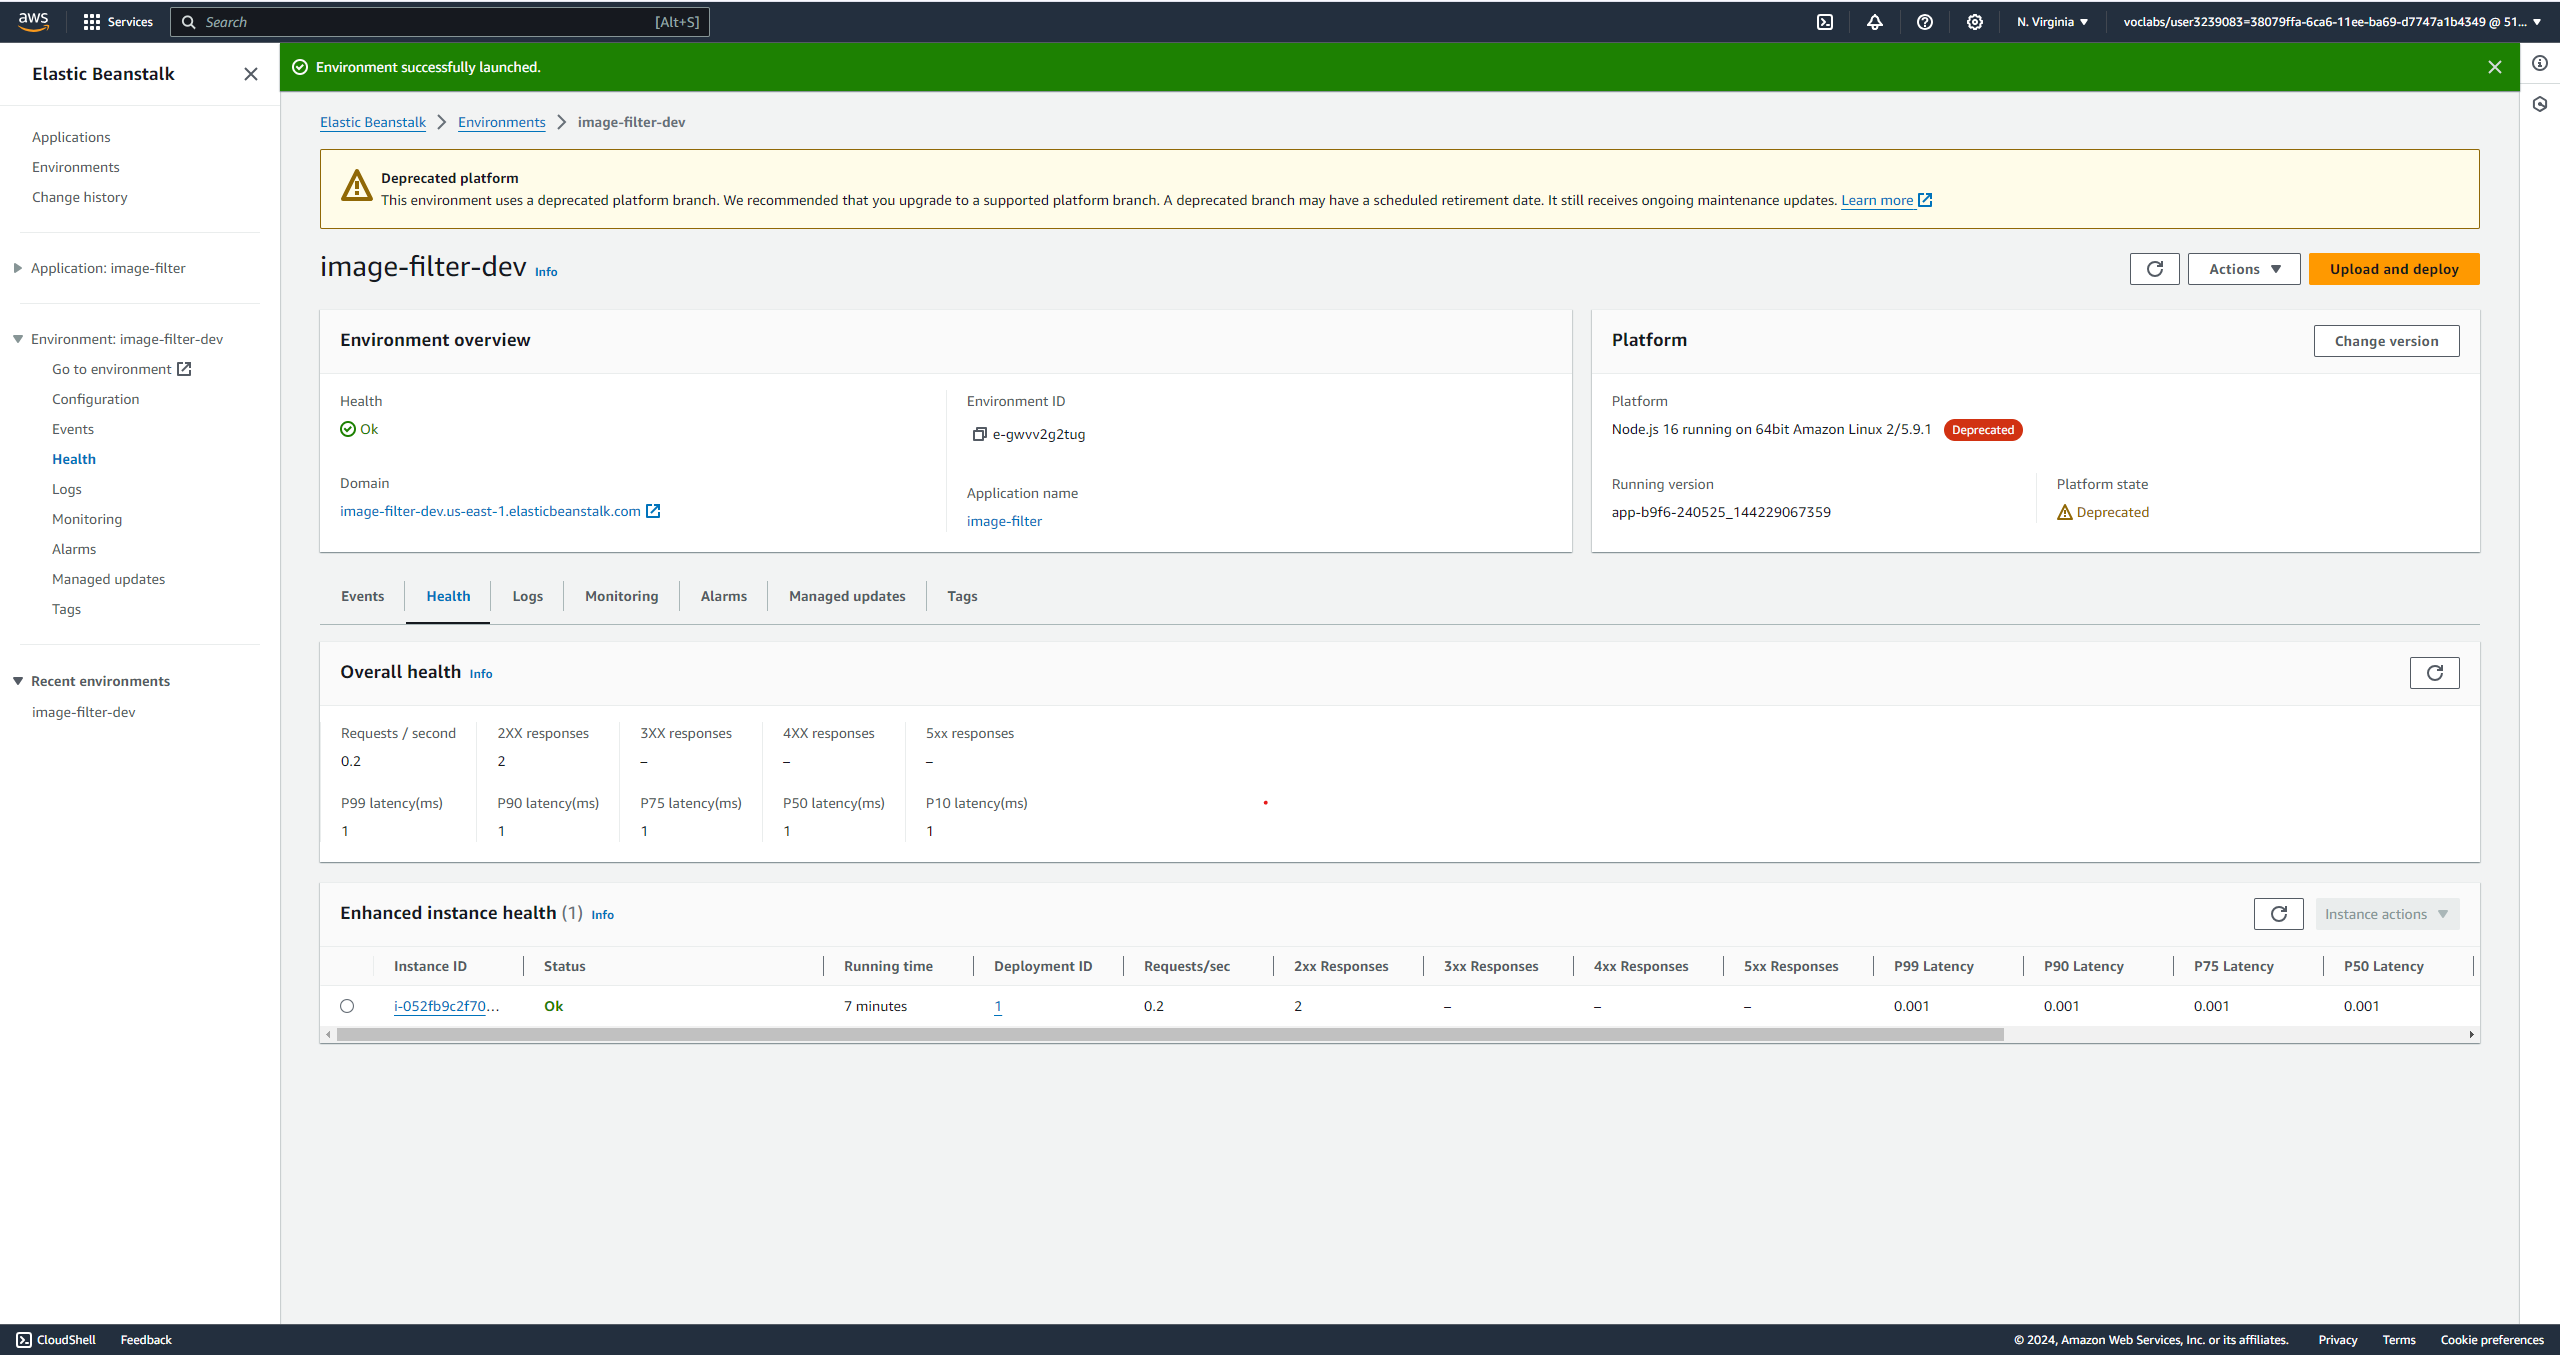 aws
Services
Search
[Alt+S]
N. Virginia
voclabs/user3239083=38079ffa-6ca6-11ee-ba69-d7747a1b4349 @ 51...
Elastic Beanstalk
Applications
Environments
Change history
Application: image-filter
Environment: image-filter-dev
Go to environment
Configuration
Events
Health
Logs
Monitoring
Alarms
Managed updates
Tags
Recent environments
image-filter-dev
Environment successfully launched.
Elastic Beanstalk
Environments
image-filter-dev
Deprecated platform
This environment uses a deprecated platform branch. We recommended that you upgrade to a supported platform branch. A deprecated branch may have a scheduled retirement date. It still receives ongoing maintenance updates. Learn more
image-filter-dev Info
Actions
Upload and deploy
Environment overview
Health
Ok
Domain
image-filter-dev.us-east-1.elasticbeanstalk.com
Environment ID
e-gwvv2g2tug
Application name
image-filter
Platform
Change version
Platform
Node.js 16 running on 64bit Amazon Linux 2/5.9.1 Deprecated
Running version
app-b9f6-240525_144229067359
Platform state
Deprecated
Events Health Logs Monitoring Alarms Managed updates Tags
Overall health Info
Requests / second 2XX responses 3XX responses 4XX responses 5xx responses
0.2 2 – – –
P99 latency(ms) P90 latency(ms) P75 latency(ms) P50 latency(ms) P10 latency(ms)
1 1 1 1 1
Enhanced instance health (1) Info
Instance actions
Instance ID Status Running time Deployment ID Requests/sec 2xx Responses 3xx Responses 4xx Responses 5xx Responses P99 Latency P90 Latency P75 Latency P50 Latency
i-052fb9c2f70... Ok 7 minutes 1 0.2 2 – – – 0.001 0.001 0.001 0.001
CloudShell Feedback
© 2024, Amazon Web Services, Inc. or its affiliates. Privacy Terms Cookie preferences